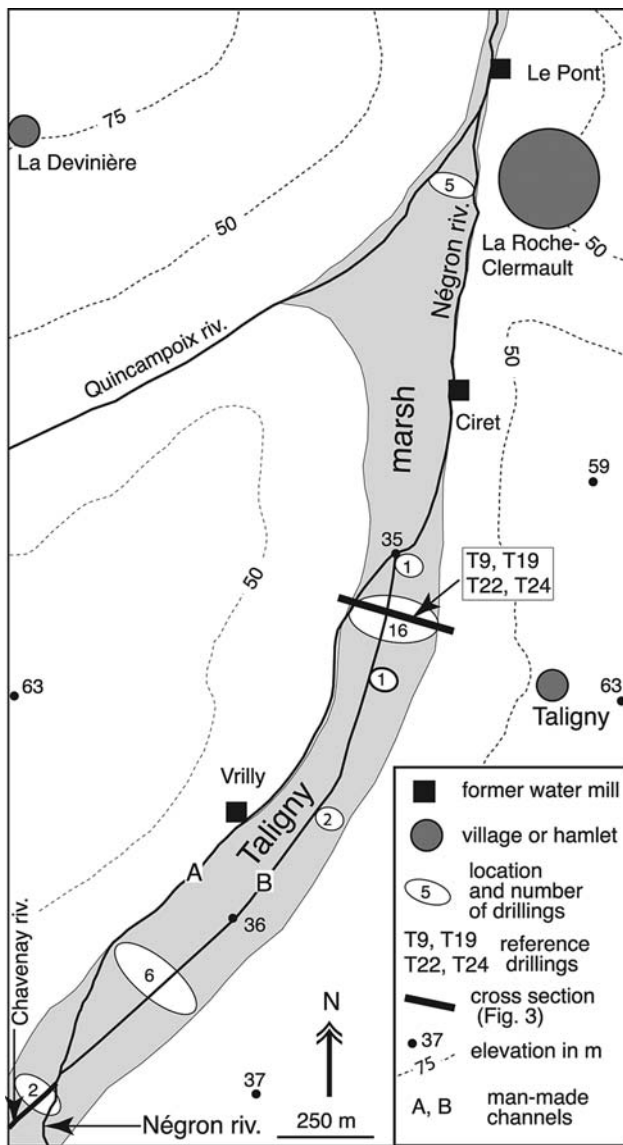 Le Pont
75
La Devinière
5
50
La Roche-
Clermault
50
Négron riv.
Quincampoix riv.
50
marsh
Ciret
59
50
35
1
T9, T19
T22, T24
16
63
1
63
Taligny
Vrilly
2
Taligny
A
B
36
6
Chavenay riv.
2
37
Négron riv.
N
250 m
former water mill
village or hamlet
5
location
and number
of drillings
T9, T19
T22, T24
reference
drillings
cross section
(Fig. 3)
37
75
elevation in m
A, B
man-made
channels